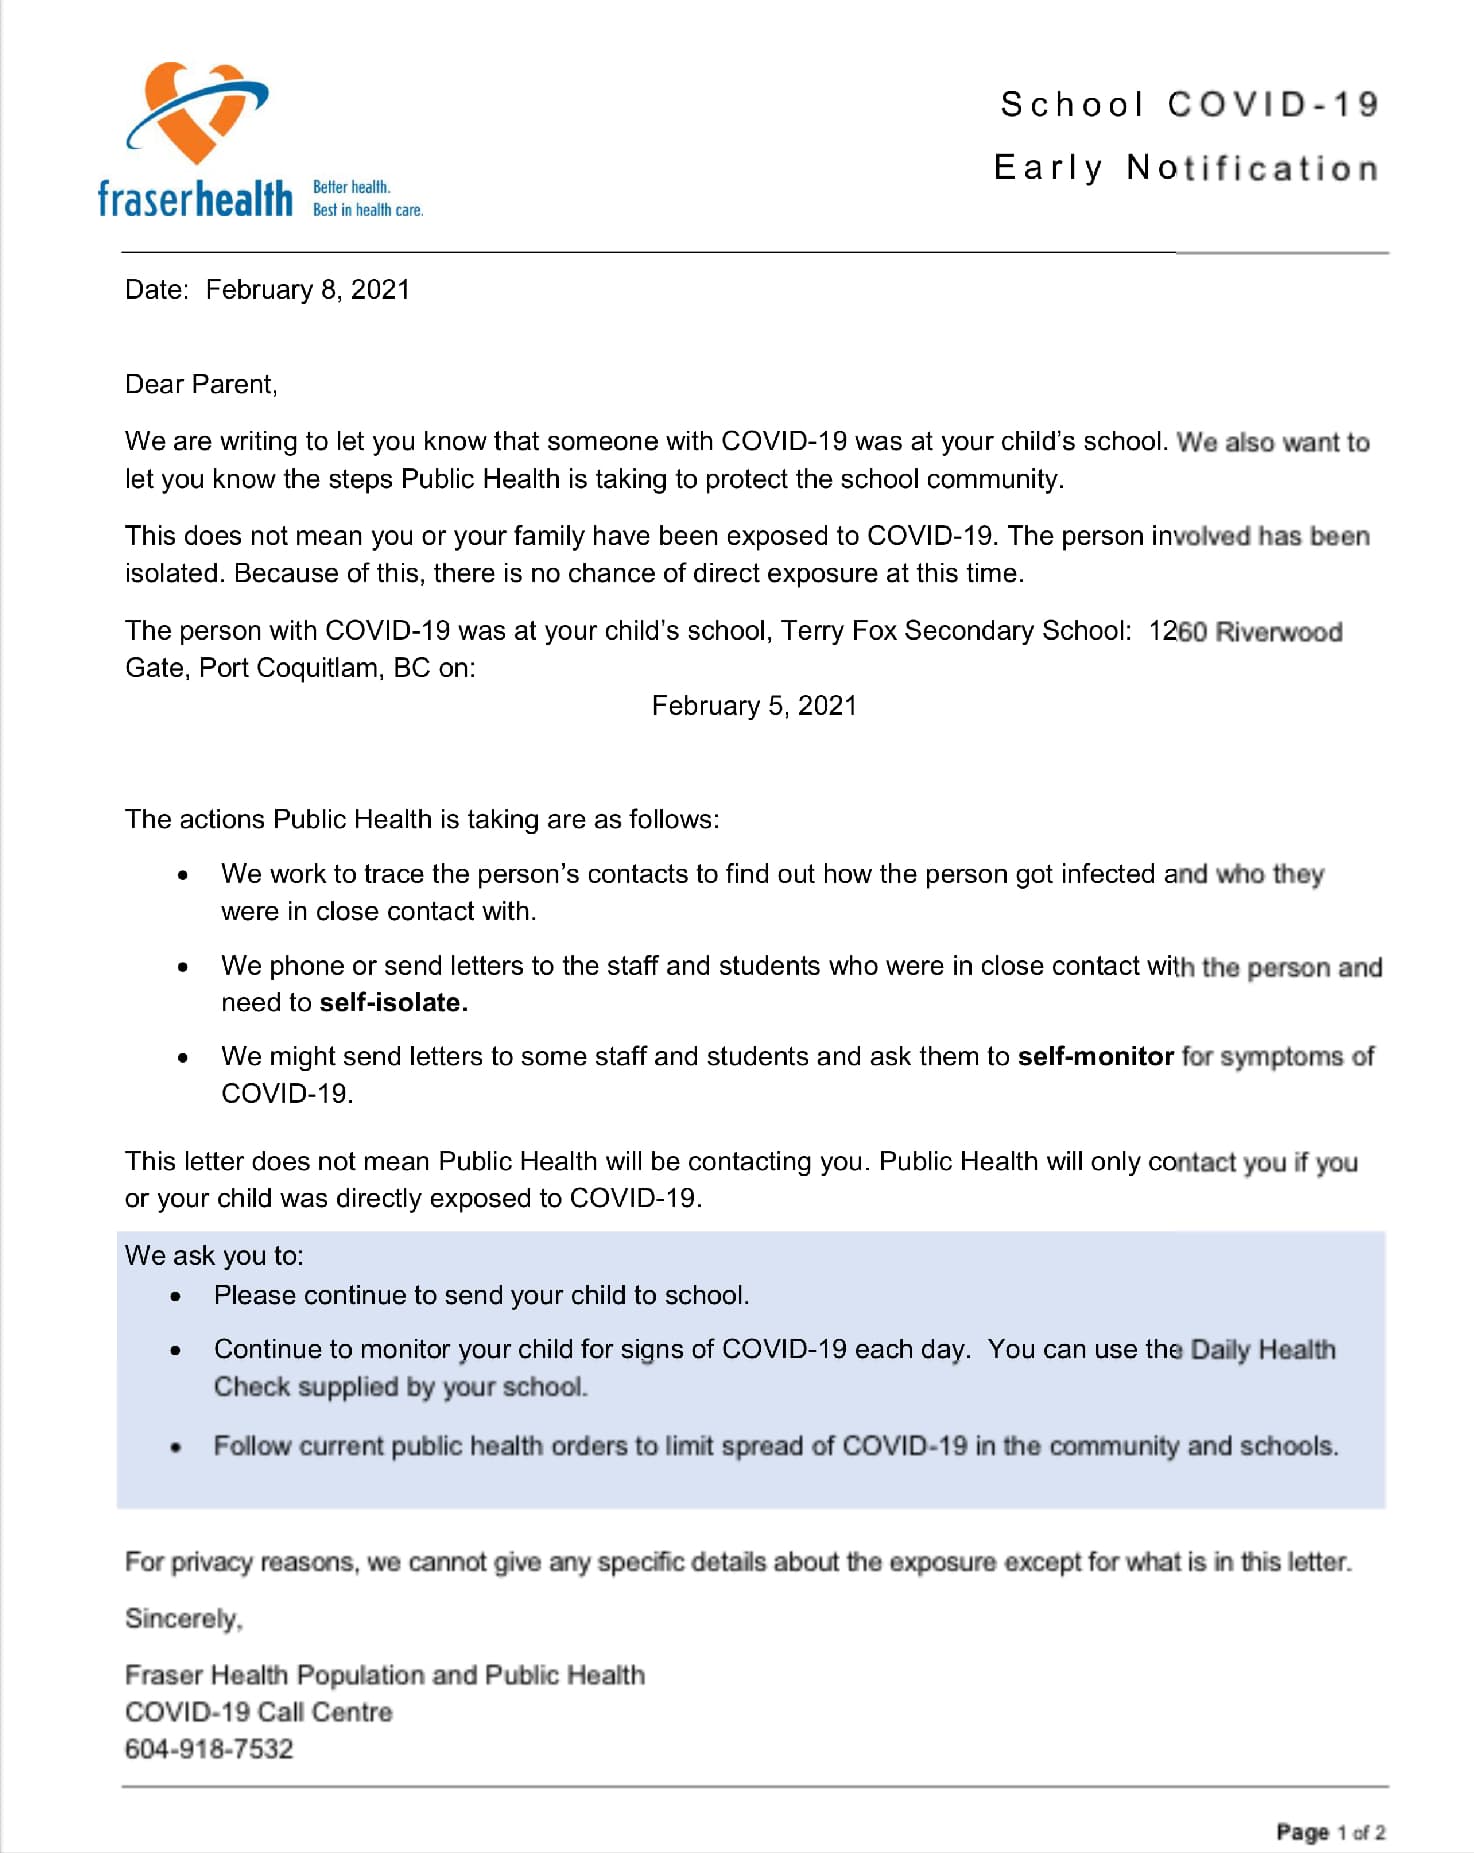 School COVID-19
Early Notification
fraserhealth
Better health.
Best in health care.
Date:  February 8, 2021
Dear Parent,
We are writing to let you know that someone with COVID-19 was at your child’s school. We also want to
let you know the steps Public Health is taking to protect the school community.
This does not mean you or your family have been exposed to COVID-19. The person involved has been
isolated. Because of this, there is no chance of direct exposure at this time.
The person with COVID-19 was at your child’s school, Terry Fox Secondary School:  1260 Riverwood
Gate, Port Coquitlam, BC on:
February 5, 2021
The actions Public Health is taking are as follows:
• We work to trace the person’s contacts to find out how the person got infected and who they
were in close contact with.
• We phone or send letters to the staff and students who were in close contact with the person and
need to self-isolate.
• We might send letters to some staff and students and ask them to self-monitor for symptoms of
COVID-19.
This letter does not mean Public Health will be contacting you. Public Health will only contact you if you
or your child was directly exposed to COVID-19.
We ask you to:
• Please continue to send your child to school.
• Continue to monitor your child for signs of COVID-19 each day.  You can use the Daily Health
Check supplied by your school.
• Follow current public health orders to limit spread of COVID-19 in the community and schools.
For privacy reasons, we cannot give any specific details about the exposure except for what is in this letter.
Sincerely,
Fraser Health Population and Public Health
COVID-19 Call Centre
604-918-7532
Page 1 of 2